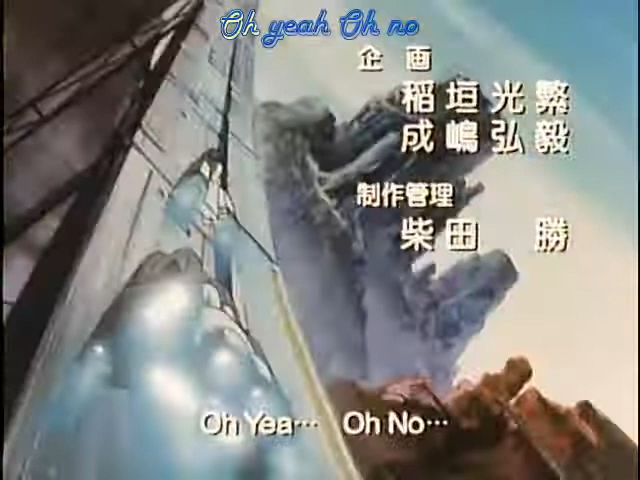 Oh yeah Oh no
企 画
稲垣光繁
成嶋弘毅
制作管理
柴田 勝
Oh Yea… Oh No…